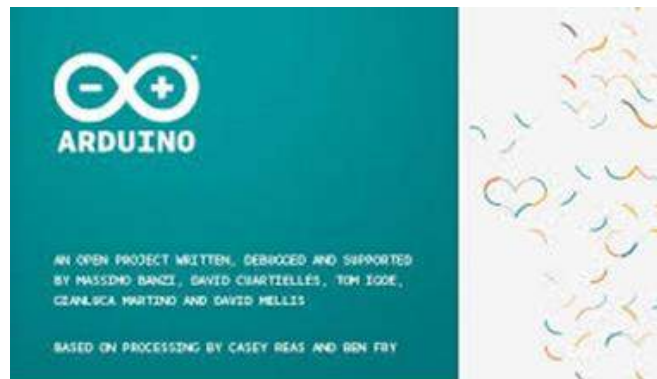 ARDUINO
AN OPEN PROJECT WRITTEN, DEBUGGED AND SUPPORTED
BY MASSIMO BANZI, DAVID CUARTIELLES, TOM IGOE,
GIANLUCA MARTINO AND DAVID MELLIS
BASED ON PROCESSING BY CASEY REAS AND BEN FRY